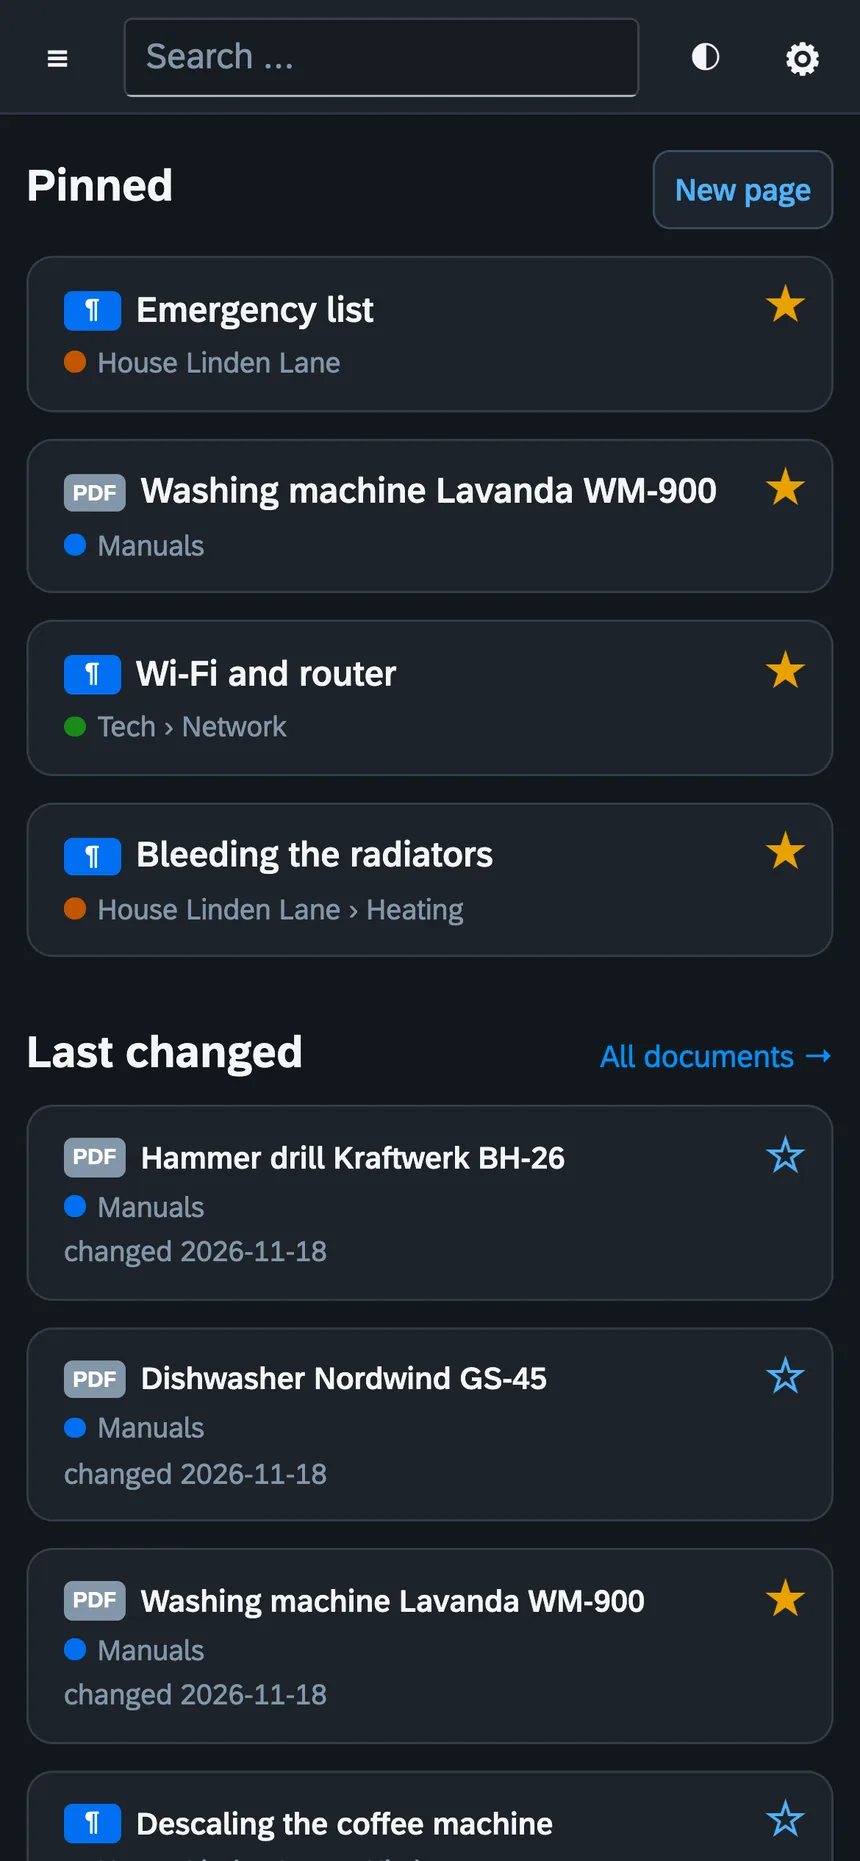 Search ...
Pinned
New page
¶ Emergency list
House Linden Lane
PDF Washing machine Lavanda WM-900
Manuals
¶ Wi-Fi and router
Tech › Network
¶ Bleeding the radiators
House Linden Lane › Heating
Last changed
All documents →
PDF Hammer drill Kraftwerk BH-26
Manuals
changed 2026-11-18
PDF Dishwasher Nordwind GS-45
Manuals
changed 2026-11-18
PDF Washing machine Lavanda WM-900
Manuals
changed 2026-11-18
¶ Descaling the coffee machine